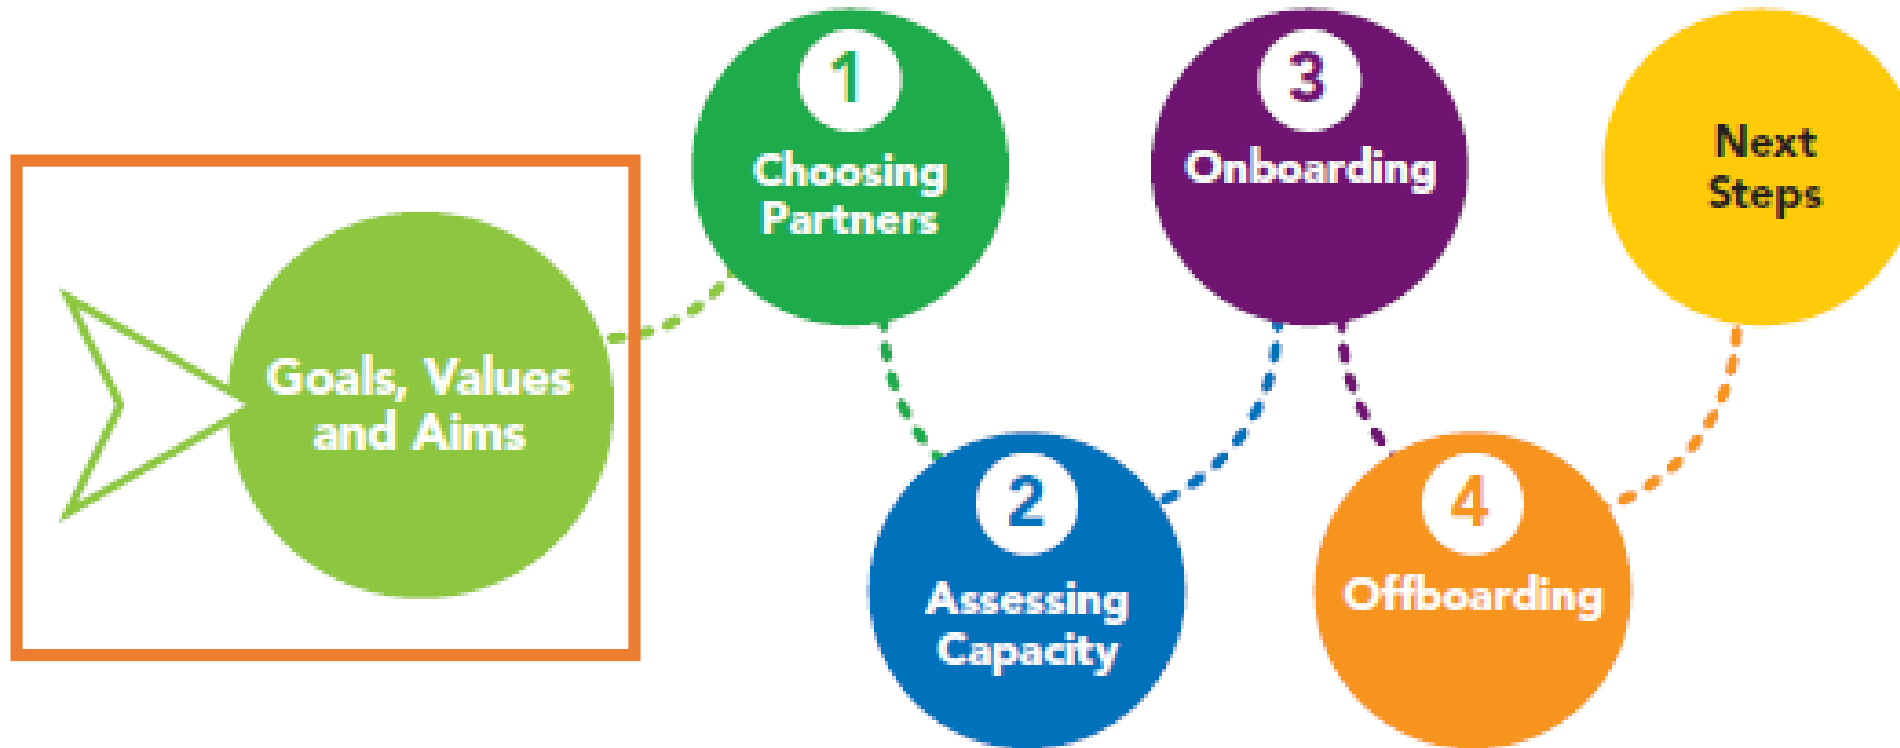 Goals, Values
and Aims
1
Choosing
Partners
2
Assessing
Capacity
3
Onboarding
4
Offboarding
Next
Steps